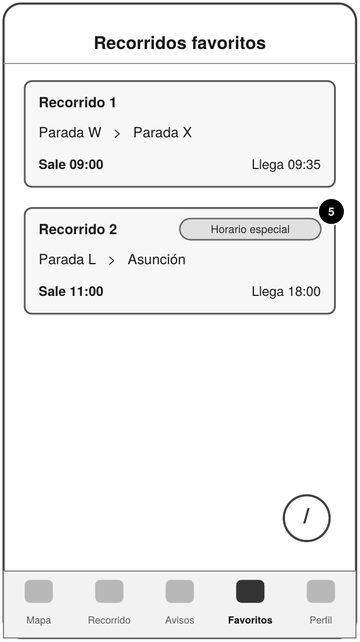 Recorridos favoritos
Recorrido 1
Parada W > Parada X
Sale 09:00 Llega 09:35
5
Recorrido 2 Horario especial
Parada L > Asunción
Sale 11:00 Llega 18:00
/
Mapa Recorrido Avisos Favoritos Perfil